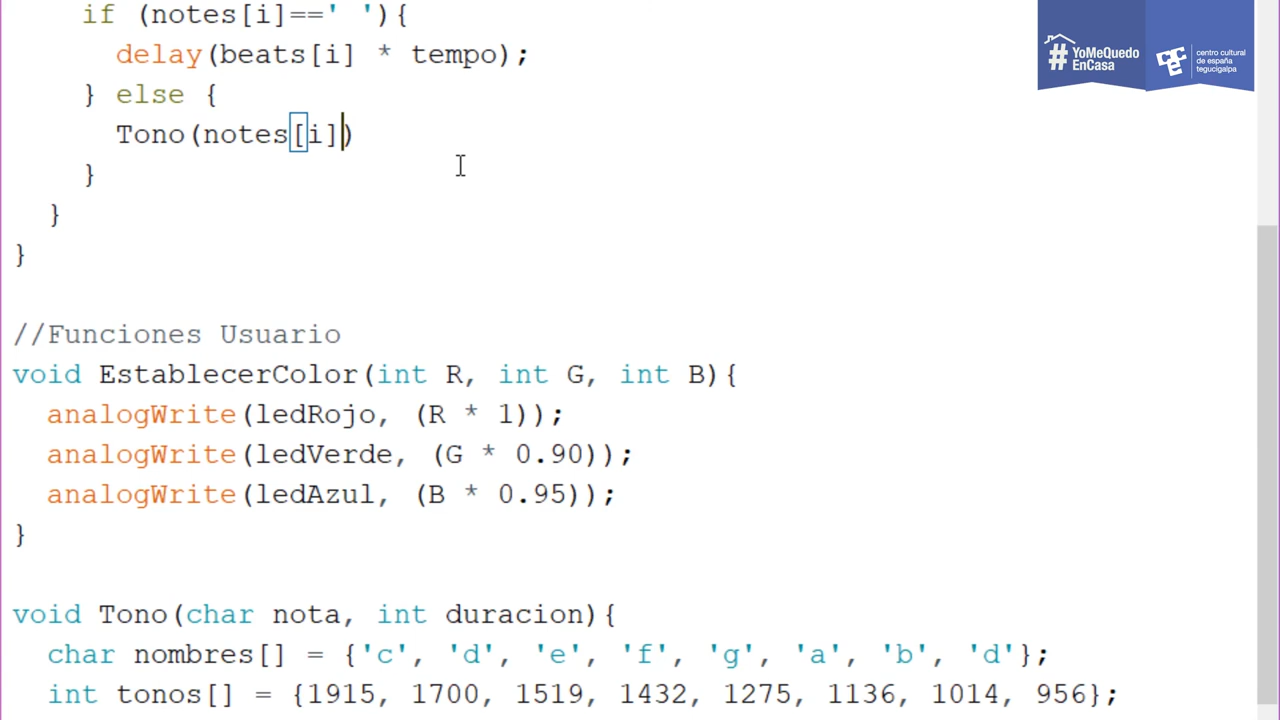 if (notes[i]==' '){
delay(beats[i] * tempo);
} else {
Tono(notes[i])
}
}
}
//Funciones Usuario
void EstablecerColor(int R, int G, int B){
analogWrite(ledRojo, (R * 1));
analogWrite(ledVerde, (G * 0.90));
analogWrite(ledAzul, (B * 0.95));
}
void Tono(char nota, int duracion){
char nombres[] = {'c', 'd', 'e', 'f', 'g', 'a', 'b', 'd'};
int tonos[] = {1915, 1700, 1519, 1432, 1275, 1136, 1014, 956};
#YoMeQuedo
EnCasa
cce
centro cultural
de españa
tegucigalpa